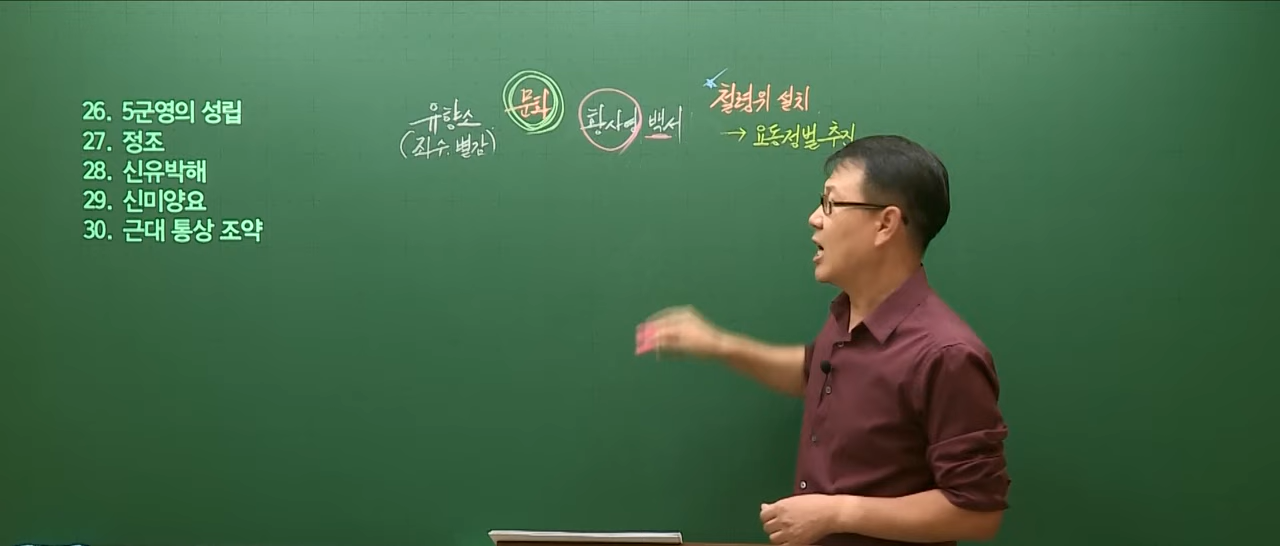 26. 5군영의 성립
27. 정조
28. 신유박해
29. 신미양요
30. 근대 통상 조약
유향소
(좌수.별감)
문화
황사영 백서
철령위 설치
→ 요동정벌 추진